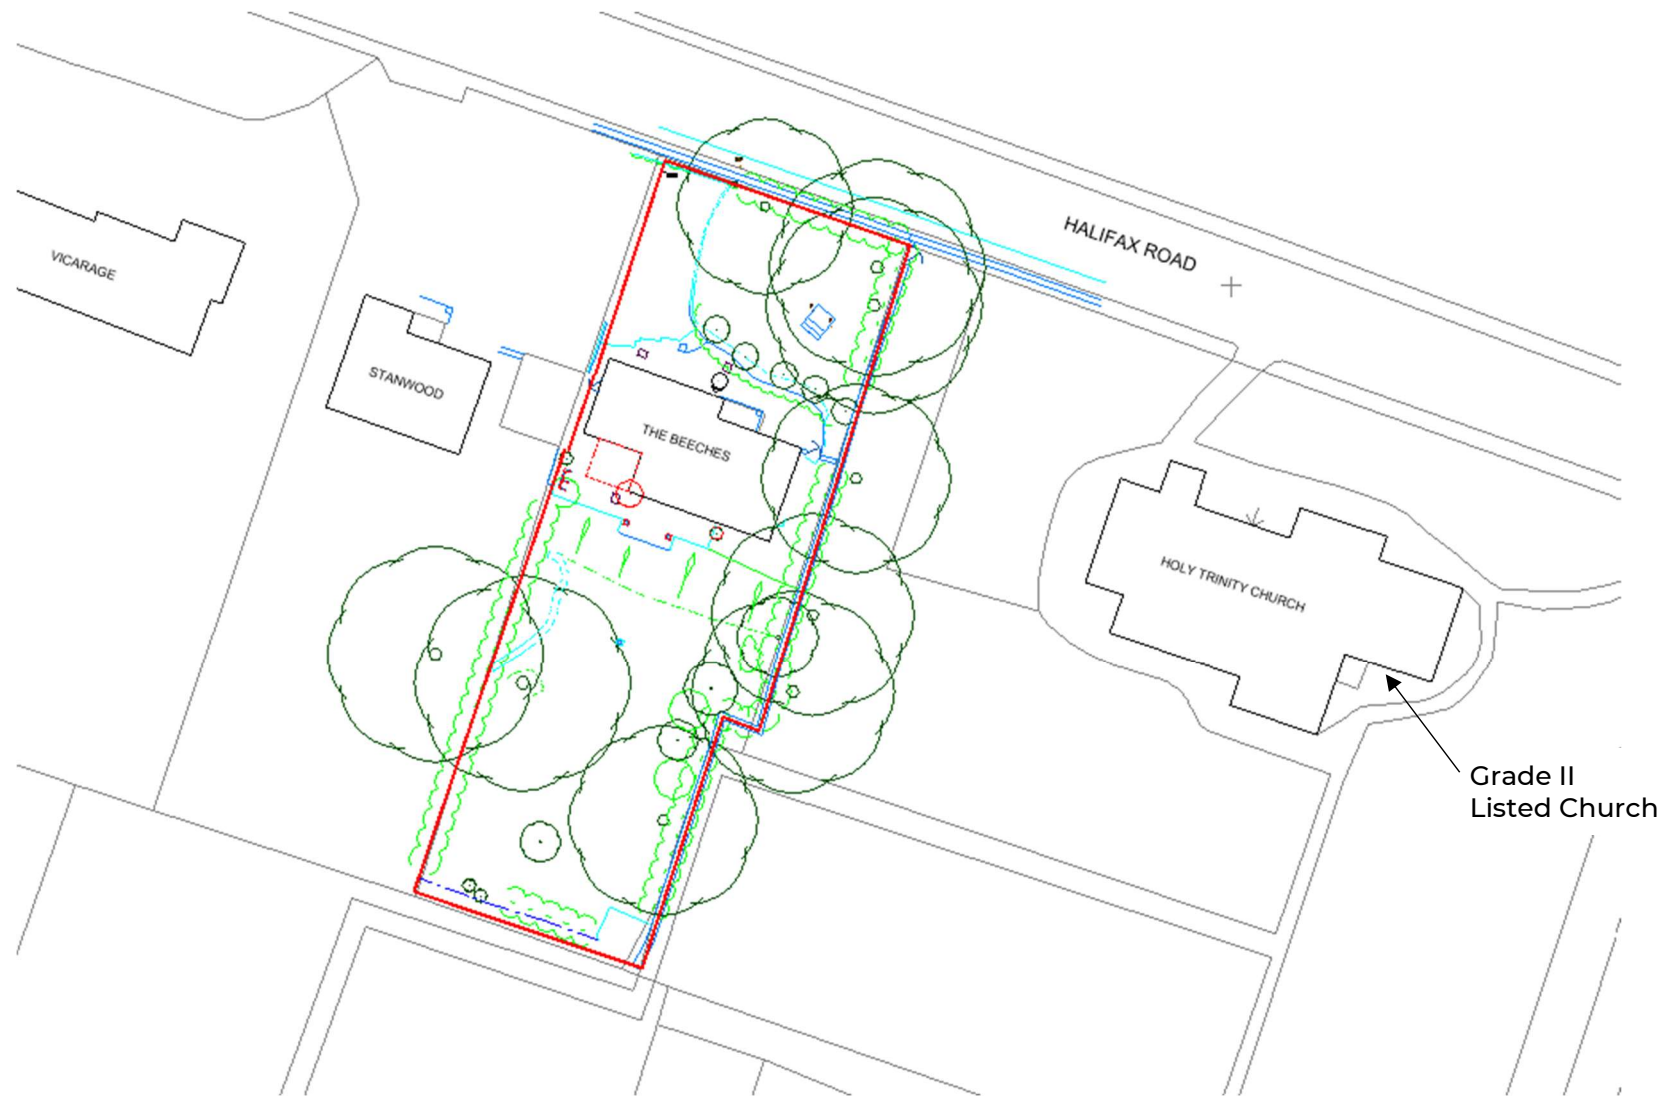 HALIFAX ROAD
VICARAGE
STANWOOD
THE BEECHES
HOLY TRINITY CHURCH
Grade II
Listed Church